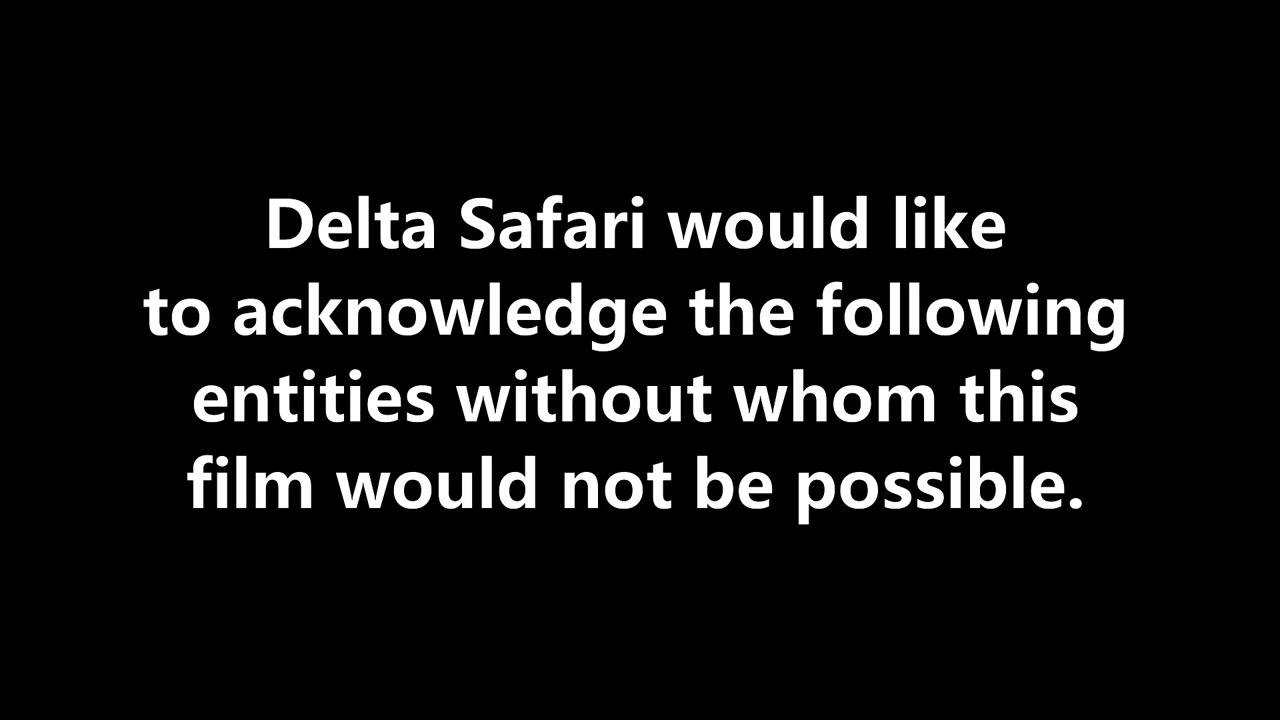 Delta Safari would like
to acknowledge the following
entities without whom this
film would not be possible.